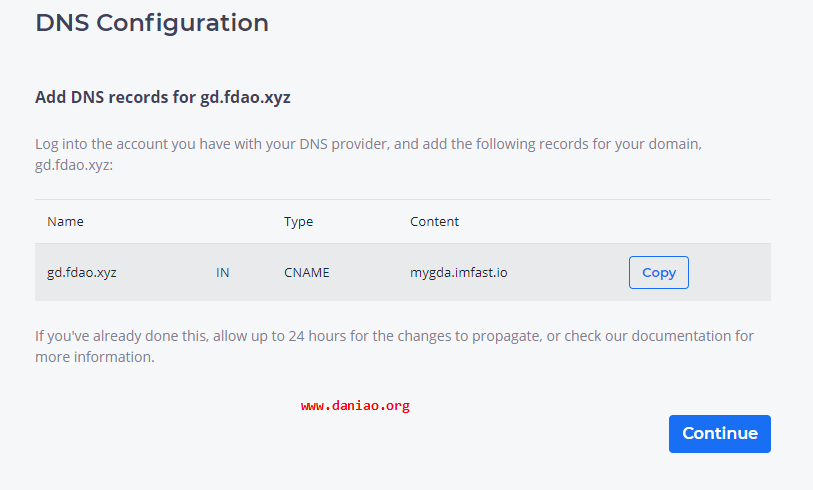 DNS Configuration
Add DNS records for gd.fdao.xyz
Log into the account you have with your DNS provider, and add the following records for your domain,
gd.fdao.xyz:
Name Type Content
gd.fdao.xyz IN CNAME mygda.imfast.io Copy
If you've already done this, allow up to 24 hours for the changes to propagate, or check our documentation for
more information.
www.daniao.org
Continue